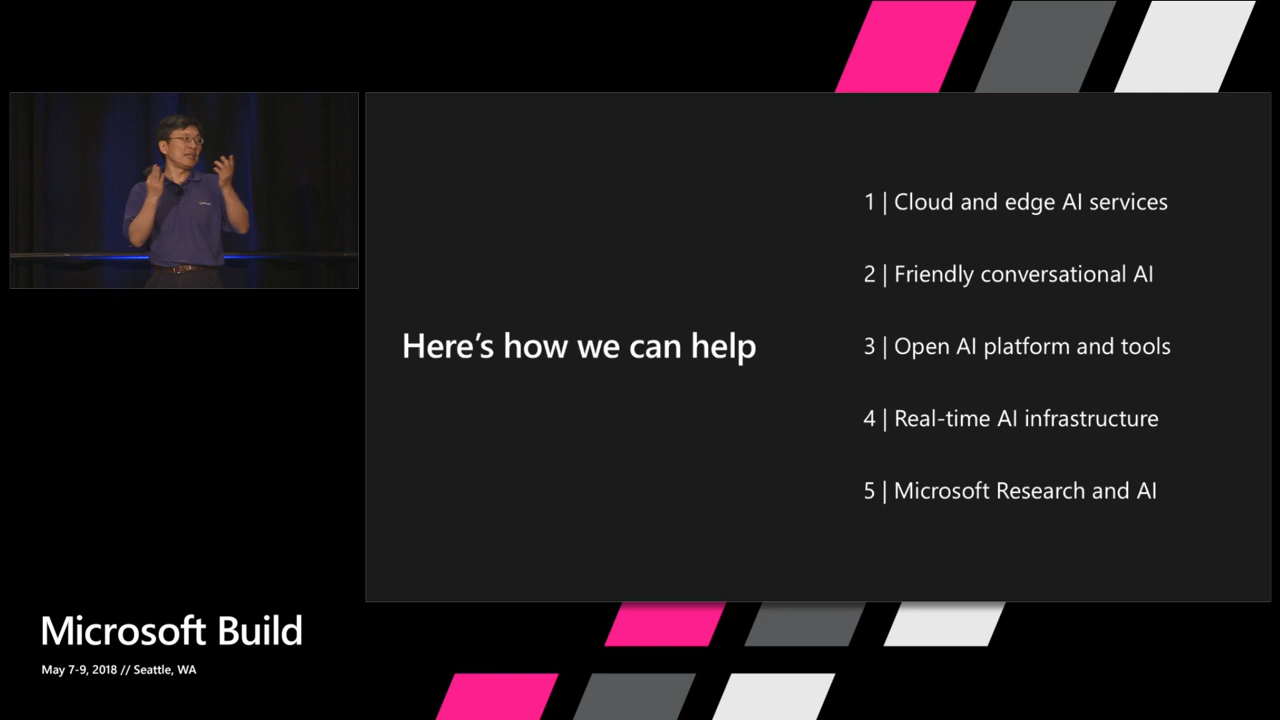 Here's how we can help
1 | Cloud and edge AI services
2 | Friendly conversational AI
3 | Open AI platform and tools
4 | Real-time AI infrastructure
5 | Microsoft Research and AI
Microsoft Build
May 7-9, 2018 // Seattle, WA